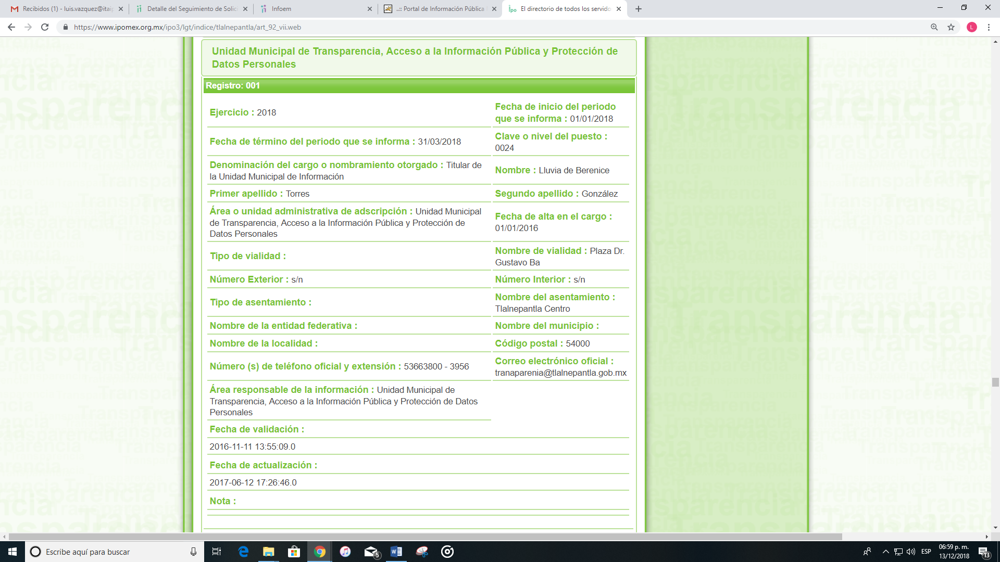 Recibidos (1) - luis.vazquez@itaip
Detalle del Seguimiento de Solici
Infoem
..:: Portal de Información Pública
El directorio de todos los servido
https://www.ipomex.org.mx/ipo3/lgt/indice/tlalnepantla/art_92_vii.web
L
Unidad Municipal de Transparencia, Acceso a la Información Pública y Protección de
Datos Personales
Registro: 001
Ejercicio : 2018
Fecha de inicio del periodo
que se informa : 01/01/2018
Fecha de término del periodo que se informa : 31/03/2018
Clave o nivel del puesto :
0024
Denominación del cargo o nombramiento otorgado : Titular de
la Unidad Municipal de Información
Nombre : Lluvia de Berenice
Primer apellido : Torres
Segundo apellido : González
Área o unidad administrativa de adscripción : Unidad Municipal
de Transparencia, Acceso a la Información Pública y Protección de
Datos Personales
Fecha de alta en el cargo :
01/01/2016
Tipo de vialidad :
Nombre de vialidad : Plaza Dr.
Gustavo Ba
Número Exterior : s/n
Número Interior : s/n
Tipo de asentamiento :
Nombre del asentamiento :
Tlalnepantla Centro
Nombre de la entidad federativa :
Nombre del municipio :
Nombre de la localidad :
Código postal : 54000
Número (s) de teléfono oficial y extensión : 53663800 - 3956
Correo electrónico oficial :
tranaparenia@tlalnepantla.gob.mx
Área responsable de la información : Unidad Municipal de
Transparencia, Acceso a la Información Pública y Protección de Datos
Personales
Fecha de validación :
2016-11-11 13:55:09.0
Fecha de actualización :
2017-06-12 17:26:46.0
Nota :
Escribe aquí para buscar
5
ESP
06:59 p. m.
13/12/2018
13